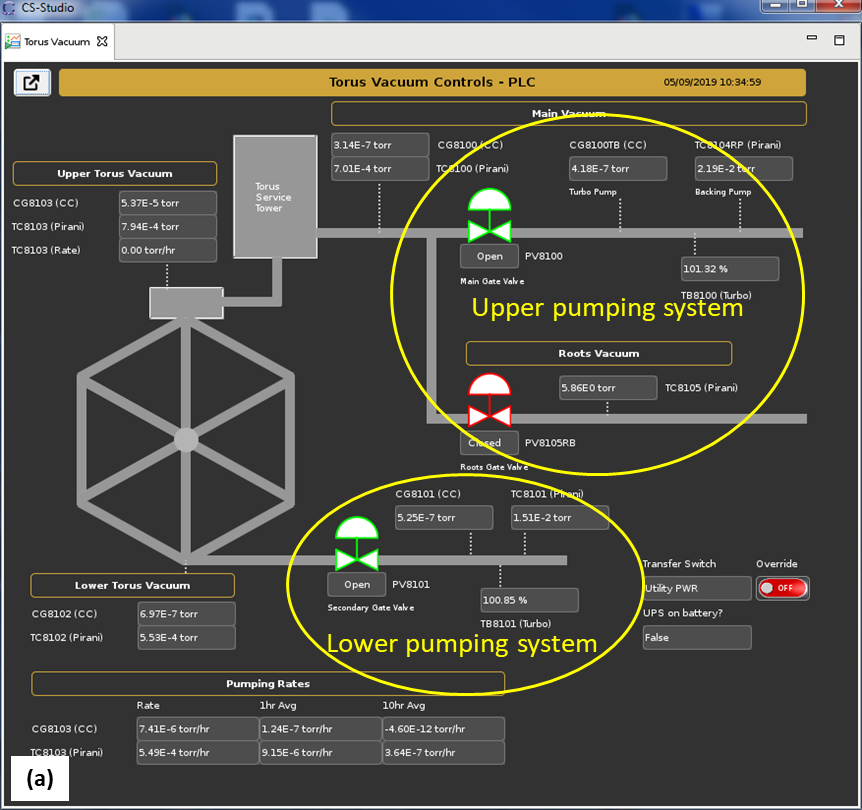 CS-Studio
Torus Vacuum
Torus Vacuum Controls - PLC
05/09/2019 10:34:59
Main Vacuum
3.14E-7 torr CG8100 (CC)
7.01E-4 torr TC8100 (Pirani)
CG8100TB (CC)
4.18E-7 torr
Turbo Pump
TC8104RP (Pirani)
2.19E-2 torr
Backing Pump
Upper Torus Vacuum
CG8103 (CC) 5.37E-5 torr
TC8103 (Pirani) 7.94E-4 torr
TC8103 (Rate) 0.00 torr/hr
Torus
Service
Tower
Open PV8100
Main Gate Valve
101.32 %
TB8100 (Turbo)
Upper pumping system
Roots Vacuum
5.86E0 torr TC8105 (Pirani)
Closed PV8105RB
Roots Gate Valve
CG8101 (CC)
5.25E-7 torr
TC8101 (Pirani)
1.51E-2 torr
Open PV8101
Secondary Gate Valve
100.85 %
TB8101 (Turbo)
Lower pumping system
Transfer Switch
Utility PWR
Override
OFF
UPS on battery?
False
Lower Torus Vacuum
CG8102 (CC) 6.97E-7 torr
TC8102 (Pirani) 5.53E-4 torr
Pumping Rates
Rate 1hr Avg 10hr Avg
CG8103 (CC) 7.41E-6 torr/hr 1.24E-7 torr/hr -4.60E-12 torr/hr
TC8103 (Pirani) 5.49E-4 torr/hr 9.15E-6 torr/hr 3.64E-7 torr/hr
(a)